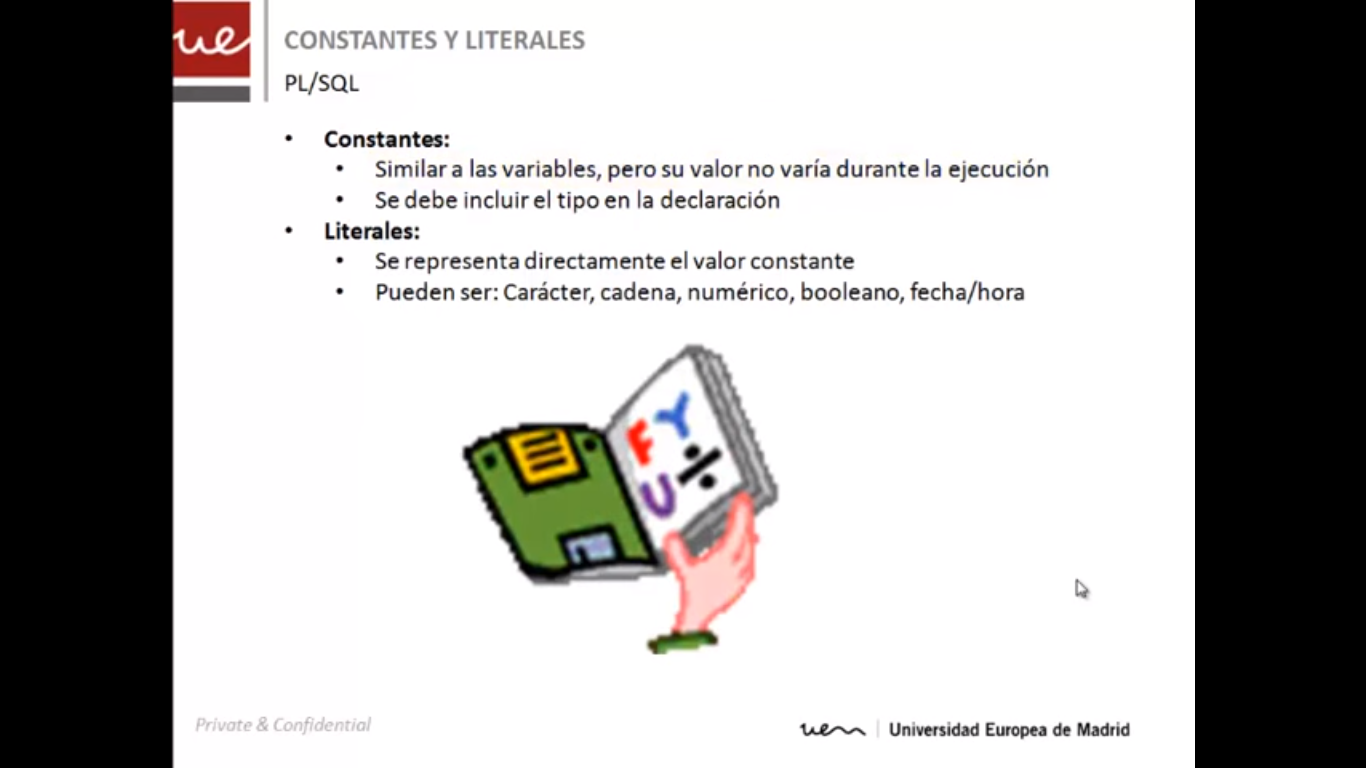 ue
CONSTANTES Y LITERALES
PL/SQL
• Constantes:
• Similar a las variables, pero su valor no varía durante la ejecución
• Se debe incluir el tipo en la declaración
• Literales:
• Se representa directamente el valor constante
• Pueden ser: Carácter, cadena, numérico, booleano, fecha/hora
Y
F
%
U
Private & Confidential
uem Universidad Europea de Madrid